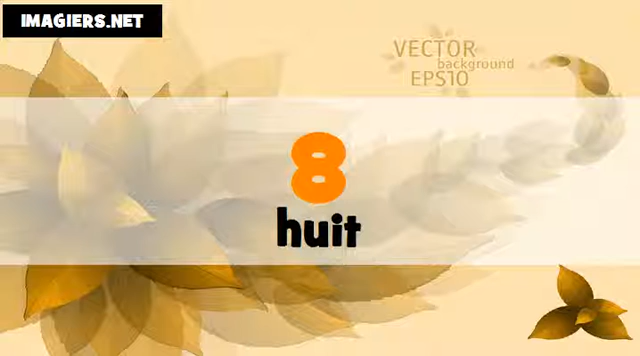 IMAGIERS.NET
VECTOR
background
EPS10
8
huit